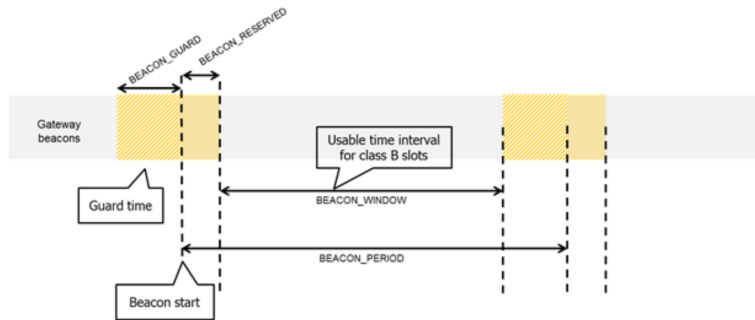 BEACON_GUARD
BEACON_RESERVED
Gateway
beacons
Usable time interval
for class B slots
Guard time
BEACON_WINDOW
BEACON_PERIOD
Beacon start